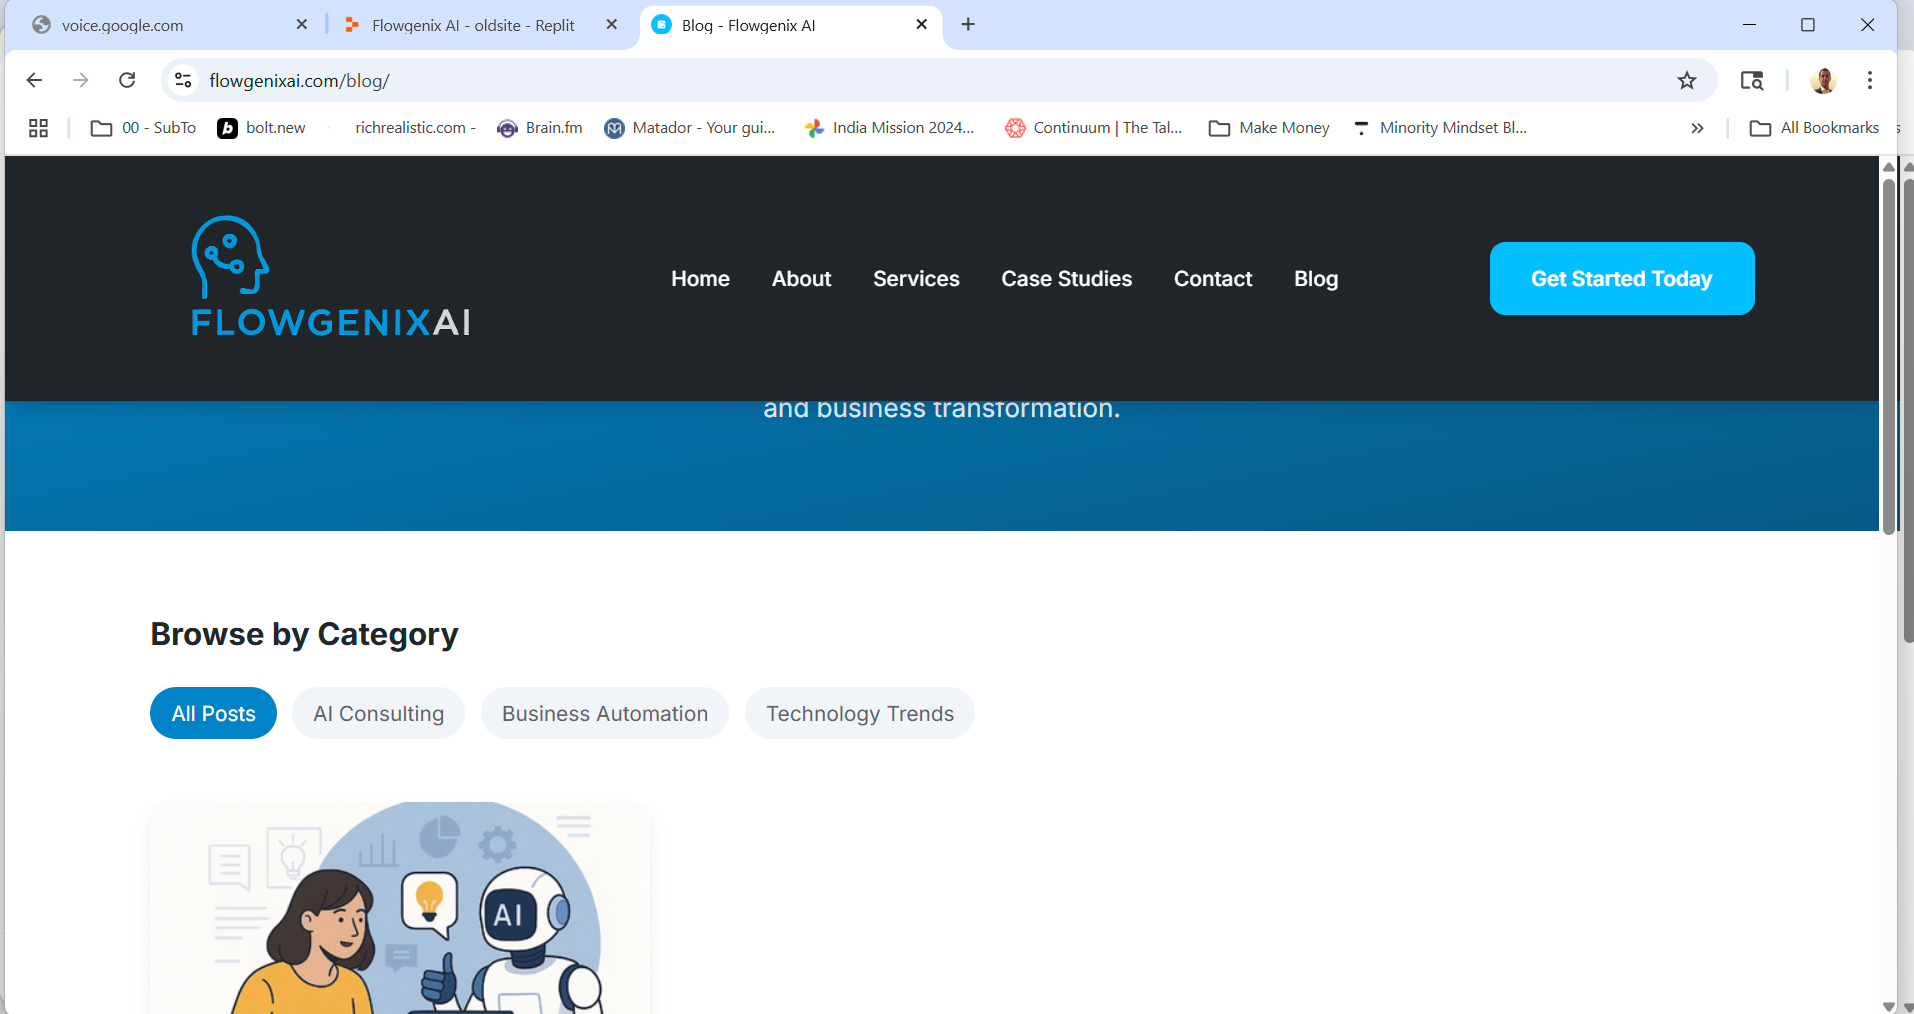 voice.google.com
Flowgenix AI - oldsite - Replit
Blog - Flowgenix AI
flowgenixai.com/blog/
00 - SubTo
bolt.new
richrealistic.com -
Brain.fm
Matador - Your gui...
India Mission 2024...
Continuum | The Tal...
Make Money
Minority Mindset Bl...
All Bookmarks
FLOWGENIXAI
Home
About
Services
Case Studies
Contact
Blog
Get Started Today
and business transformation.
Browse by Category
All Posts
AI Consulting
Business Automation
Technology Trends
AI